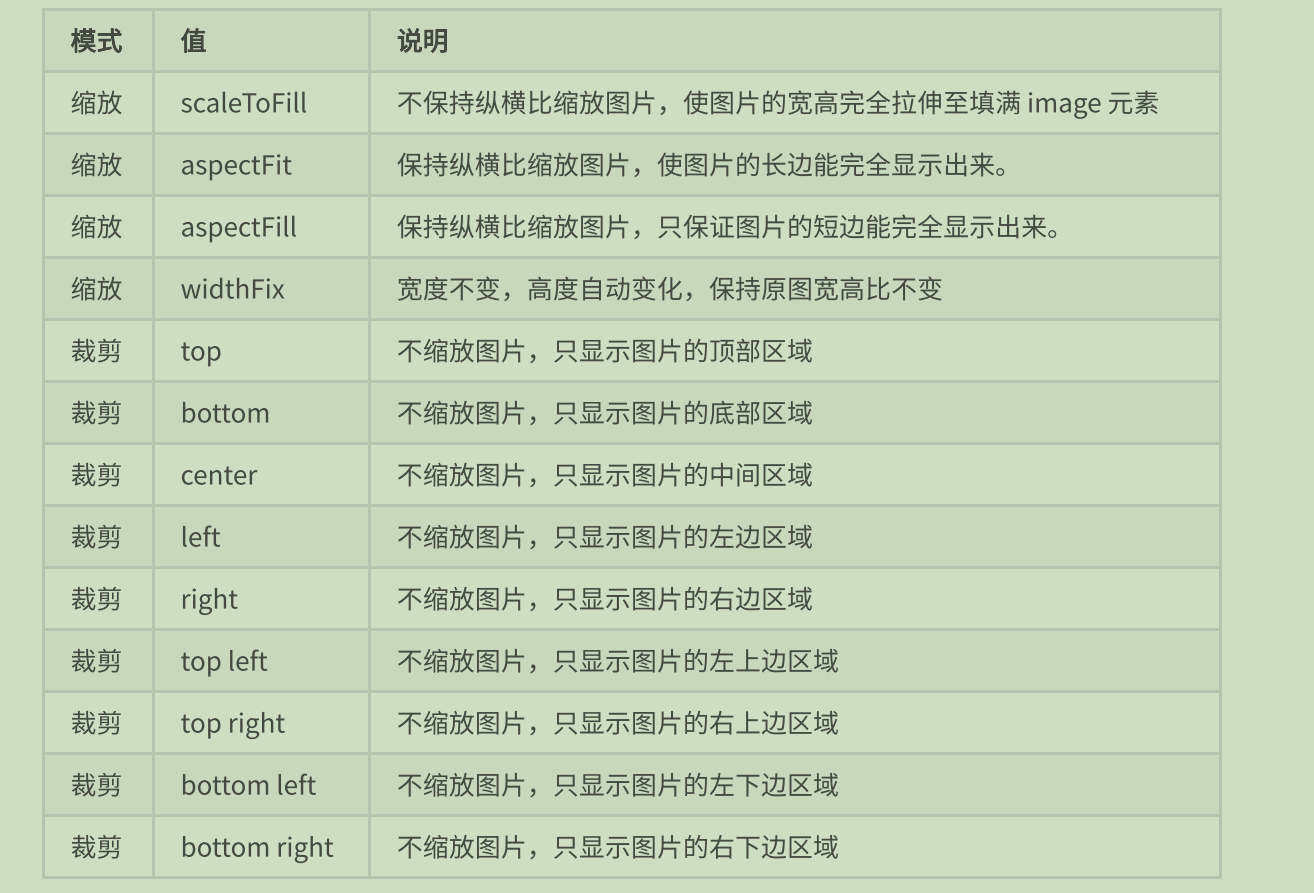 模式 值 说明
缩放 scaleToFill 不保持纵横比缩放图片，使图片的宽高完全拉伸至填满 image 元素
缩放 aspectFit 保持纵横比缩放图片，使图片的长边能完全显示出来。
缩放 aspectFill 保持纵横比缩放图片，只保证图片的短边能完全显示出来。
缩放 widthFix 宽度不变，高度自动变化，保持原图宽高比不变
裁剪 top 不缩放图片，只显示图片的顶部区域
裁剪 bottom 不缩放图片，只显示图片的底部区域
裁剪 center 不缩放图片，只显示图片的中间区域
裁剪 left 不缩放图片，只显示图片的左边区域
裁剪 right 不缩放图片，只显示图片的右边区域
裁剪 top left 不缩放图片，只显示图片的左上边区域
裁剪 top right 不缩放图片，只显示图片的右上边区域
裁剪 bottom left 不缩放图片，只显示图片的左下边区域
裁剪 bottom right 不缩放图片，只显示图片的右下边区域